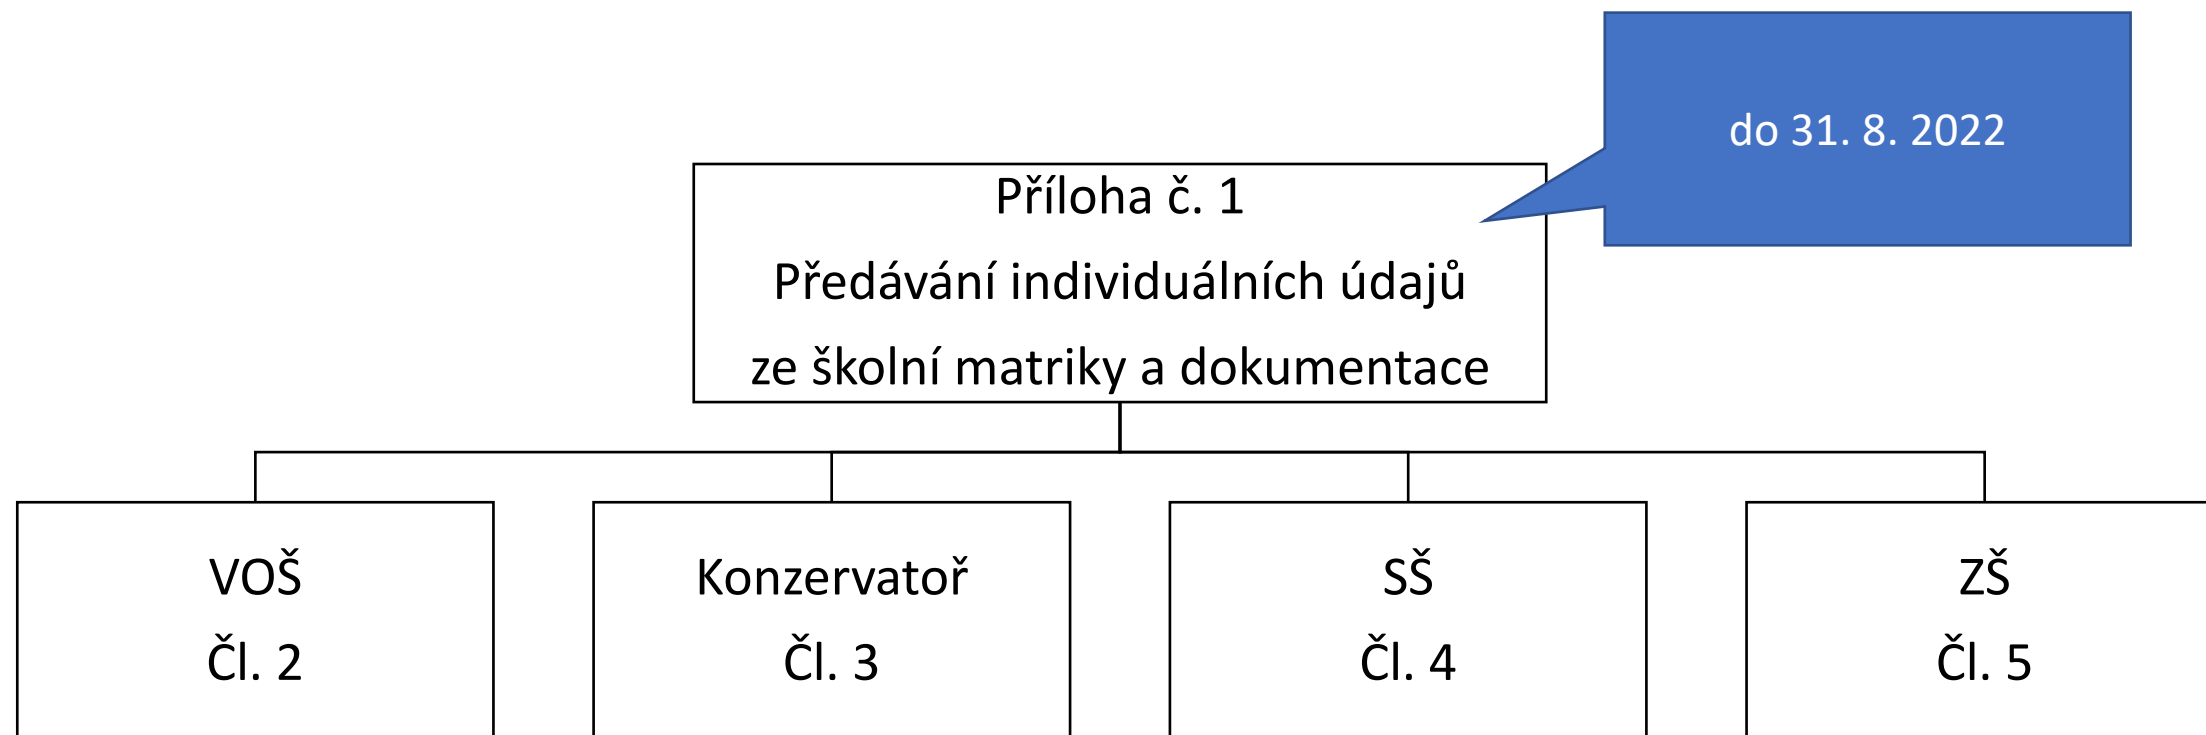 do 31. 8. 2022
Příloha č. 1
Předávání individuálních údajů
ze školní matriky a dokumentace
VOŠ
Čl. 2
Konzervatoř
Čl. 3
SŠ
Čl. 4
ZŠ
Čl. 5